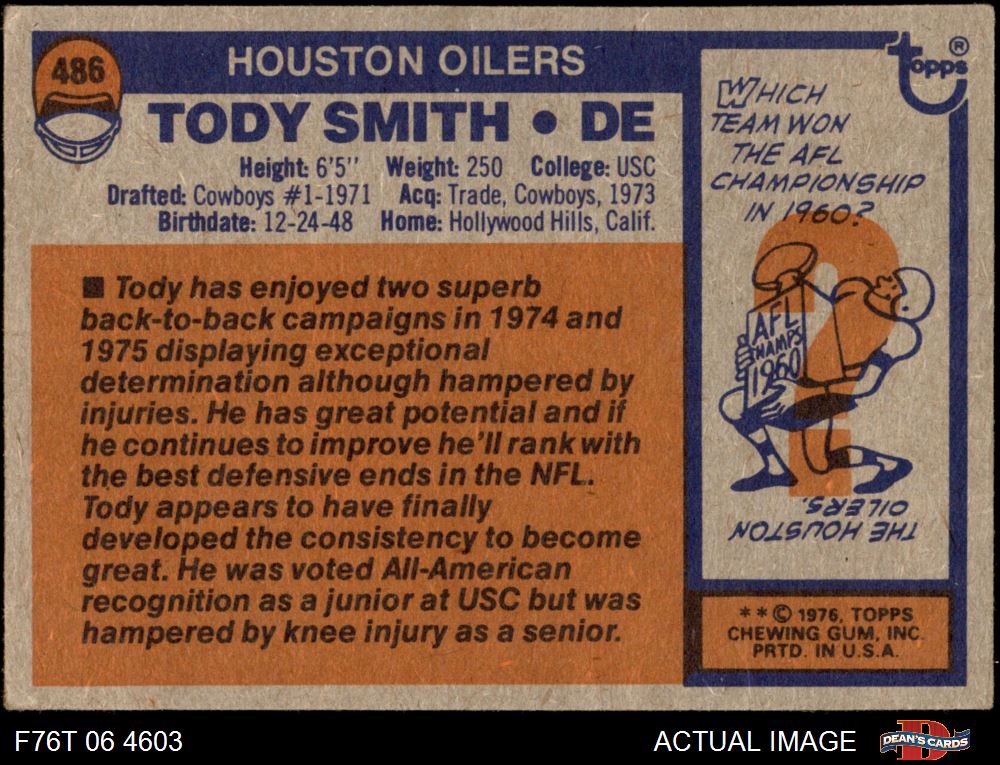 486
HOUSTON OILERS
TODY SMITH • DE
Height: 6'5'' Weight: 250 College: USC
Drafted: Cowboys #1-1971 Acq: Trade, Cowboys, 1973
Birthdate: 12-24-48 Home: Hollywood Hills, Calif.
■ Tody has enjoyed two superb
back-to-back campaigns in 1974 and
1975 displaying exceptional
determination although hampered by
injuries. He has great potential and if
he continues to improve he'll rank with
the best defensive ends in the NFL.
Tody appears to have finally
developed the consistency to become
great. He was voted All-American
recognition as a junior at USC but was
hampered by knee injury as a senior.
topps®
WHICH
TEAM WON
THE AFL
CHAMPIONSHIP
IN 1960?
AFL
CHAMPS
1960
THE HOUSTON
OILERS.
* * © 1976, TOPPS
CHEWING GUM, INC.
PRTD. IN U.S.A.
F76T 06 4603
ACTUAL IMAGE
D
DEAN'S CARDS